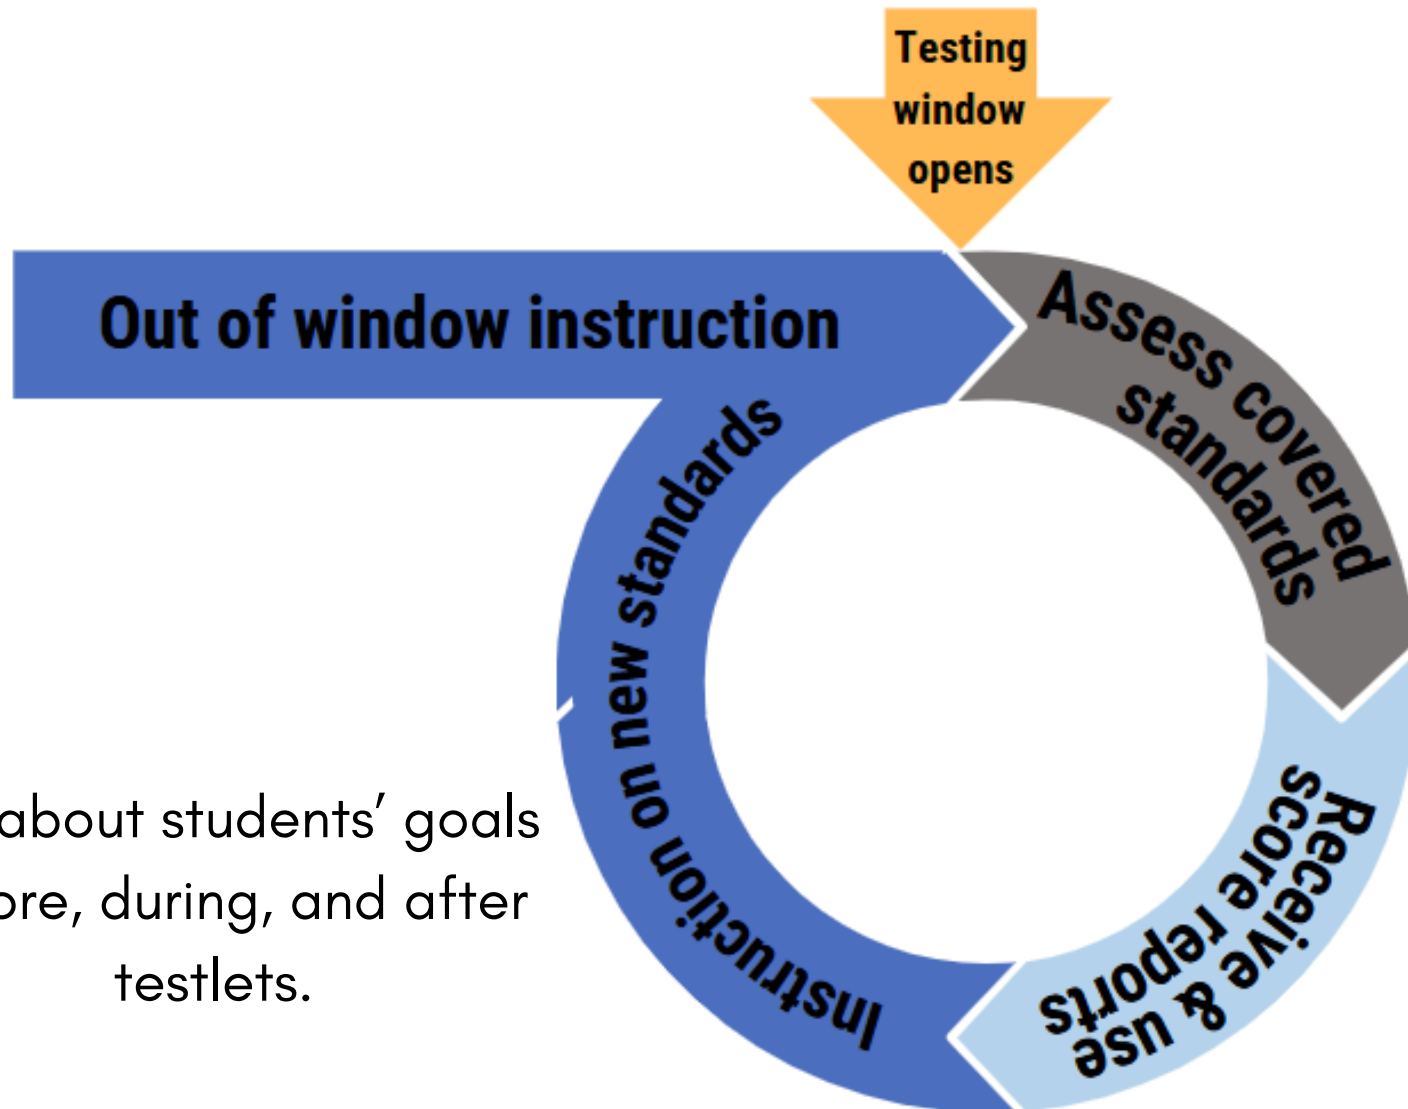 Testing
window
opens
Out of window instruction
Assess covered
standards
Receive & use
score reports
Instruction on new standards
about students’ goals
ore, during, and after
testlets.